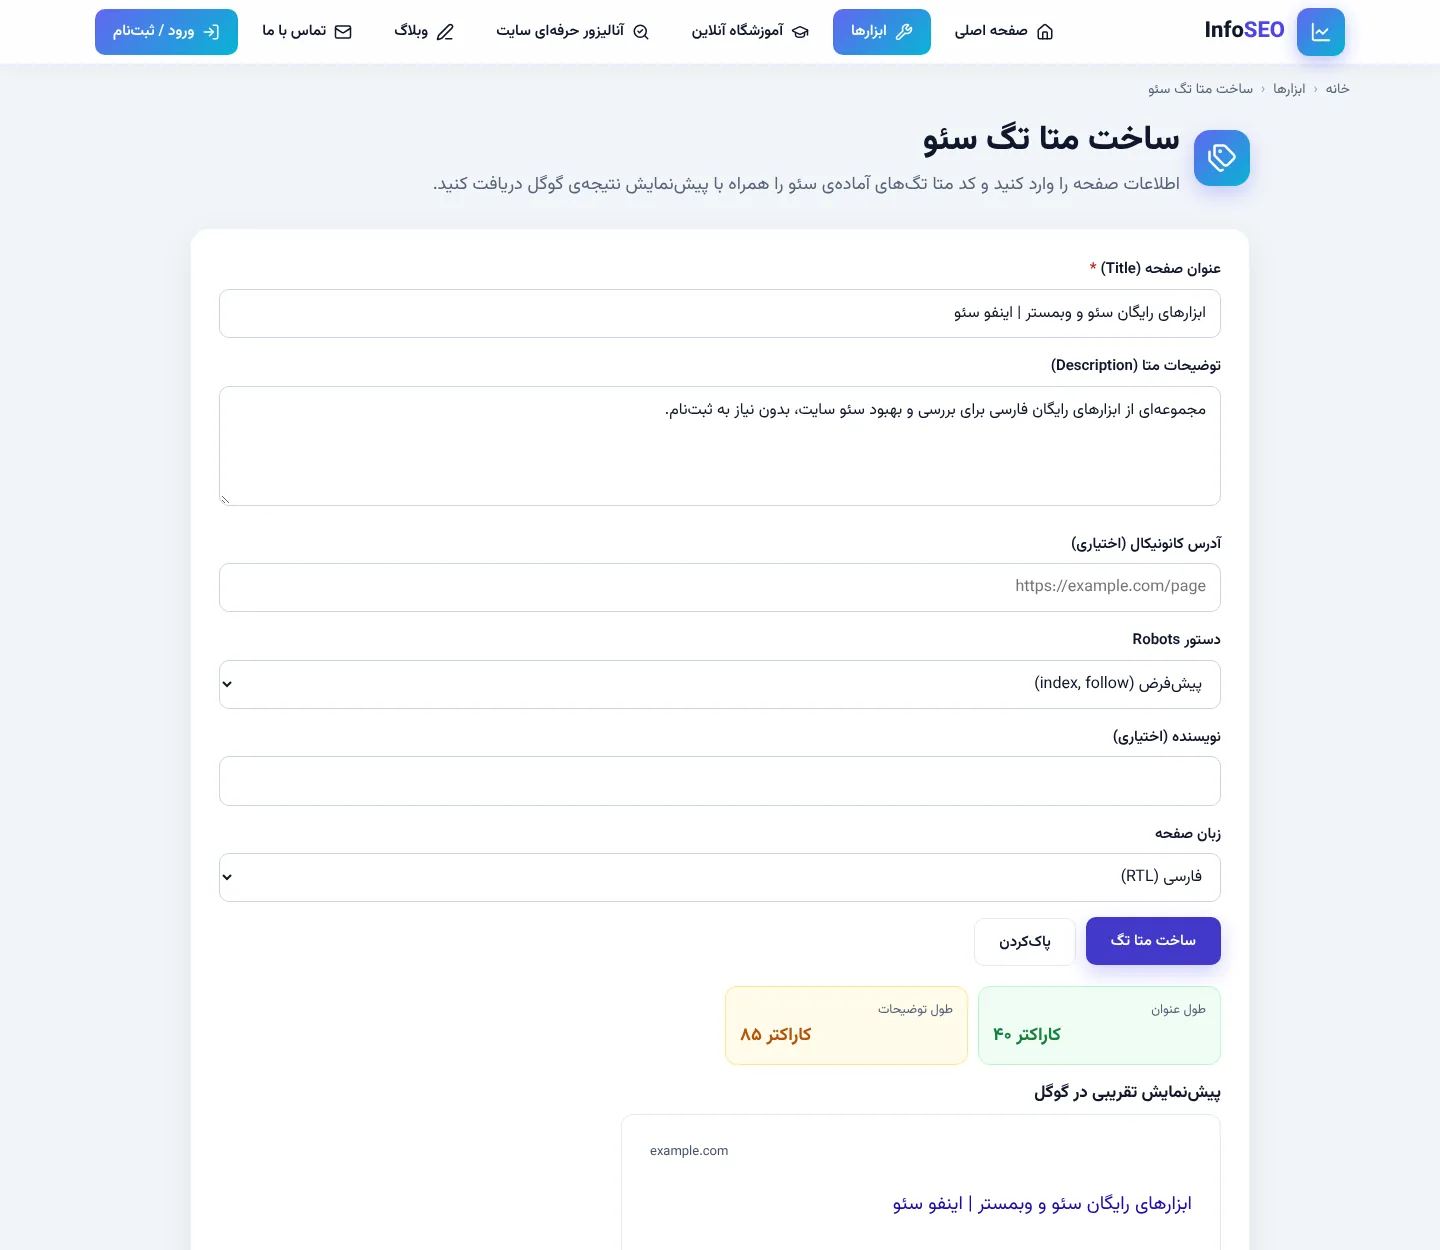 InfoSEO
صفحه اصلی
ابزارها
آموزشگاه آنلاین
آنالیزور حرفه‌ای سایت
وبلاگ
تماس با ما
ورود / ثبت‌نام
خانه ‹ ابزارها ‹ ساخت متا تگ سئو
ساخت متا تگ سئو
اطلاعات صفحه را وارد کنید و کد متا تگ‌های آماده‌ی سئو را همراه با پیش‌نمایش نتیجه‌ی گوگل دریافت کنید.
عنوان صفحه (Title) *
ابزارهای رایگان سئو و وبمستر | اینفو سئو
توضیحات متا (Description)
مجموعه‌ای از ابزارهای رایگان فارسی برای بررسی و بهبود سئو سایت، بدون نیاز به ثبت‌نام.
آدرس کانونیکال (اختیاری)
https://example.com/page
دستور Robots
پیش‌فرض (index, follow)
نویسنده (اختیاری)
زبان صفحه
فارسی (RTL)
ساخت متا تگ
پاک‌کردن
طول عنوان
کاراکتر ۴۰
طول توضیحات
کاراکتر ۸۵
پیش‌نمایش تقریبی در گوگل
example.com
ابزارهای رایگان سئو و وبمستر | اینفو سئو